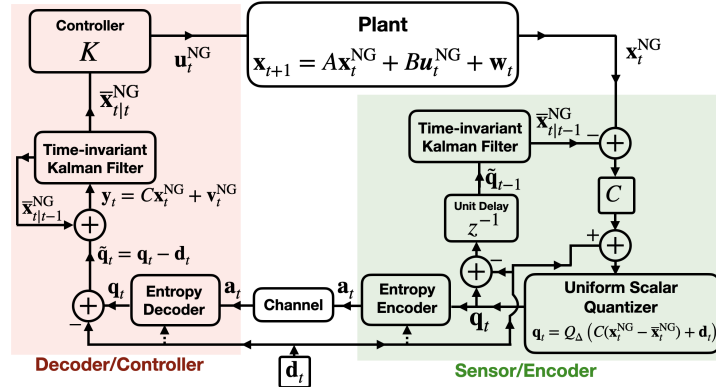 Controller
K
u_t^NG
Plant
x_{t+1} = Ax_t^NG + Bu_t^NG + w_t
x_t^NG
x̅_{t|t}^NG
Time-invariant
Kalman Filter
x̅_{t|t-1}^NG
y_t = Cx_t^NG + v_t^NG
+
q̃_t = q_t - d_t
Time-invariant
Kalman Filter
x̅_{t|t-1}^NG
−
+
q̃_{t-1}
C
Unit Delay
z^{-1}
+
+
−
+
+
−
q_t
Entropy
Decoder
a_t
Channel
a_t
Entropy
Encoder
q_t
Uniform Scalar
Quantizer
q_t = Q_Δ (C(x_t^NG − x̅_t^NG) + d_t)
d_t
Decoder/Controller
Sensor/Encoder